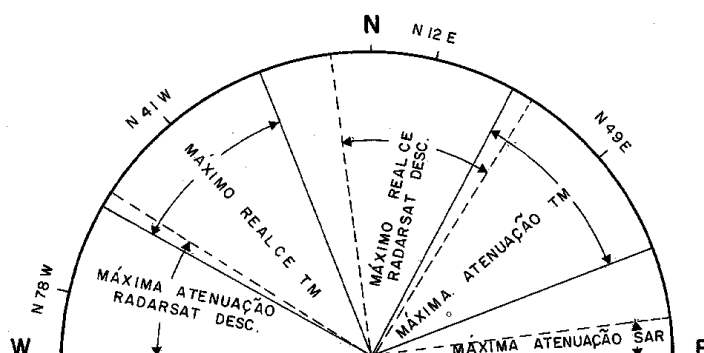 N
N 12 E
N 41 W
N 49 E
MÁXIMO REALCE TM
MÁXIMO REALCE
RADARSAT DESC.
MÁXIMA ATENUAÇÃO TM
N 78 W
MÁXIMA ATENUAÇÃO
RADARSAT DESC.
MÁXIMA ATENUAÇÃO SAR
W
E